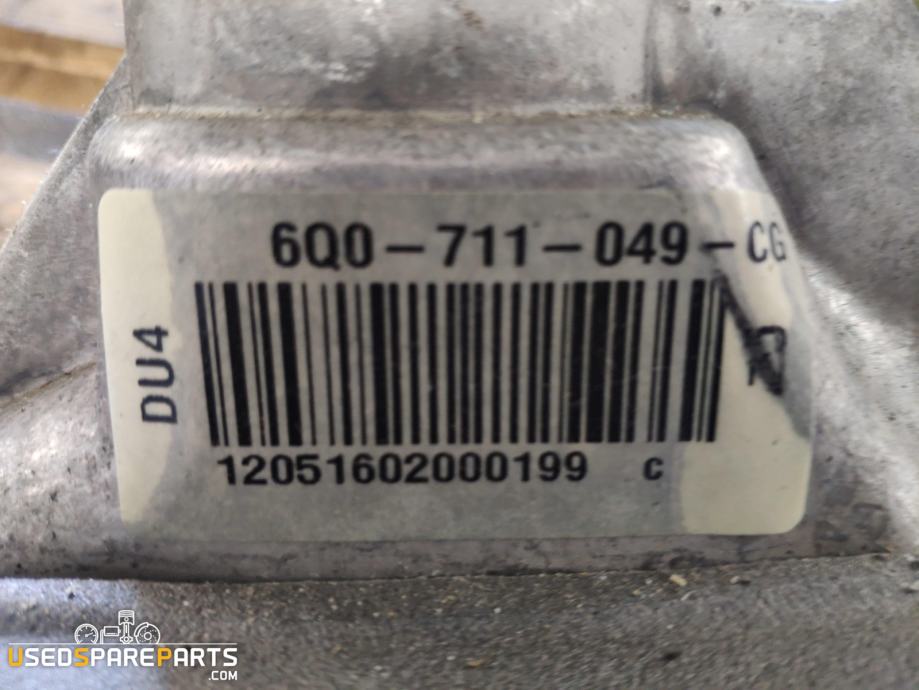 6Q0-711-049-CG
DU4
12051602000199 C
USEDSPAREPARTS
.COM